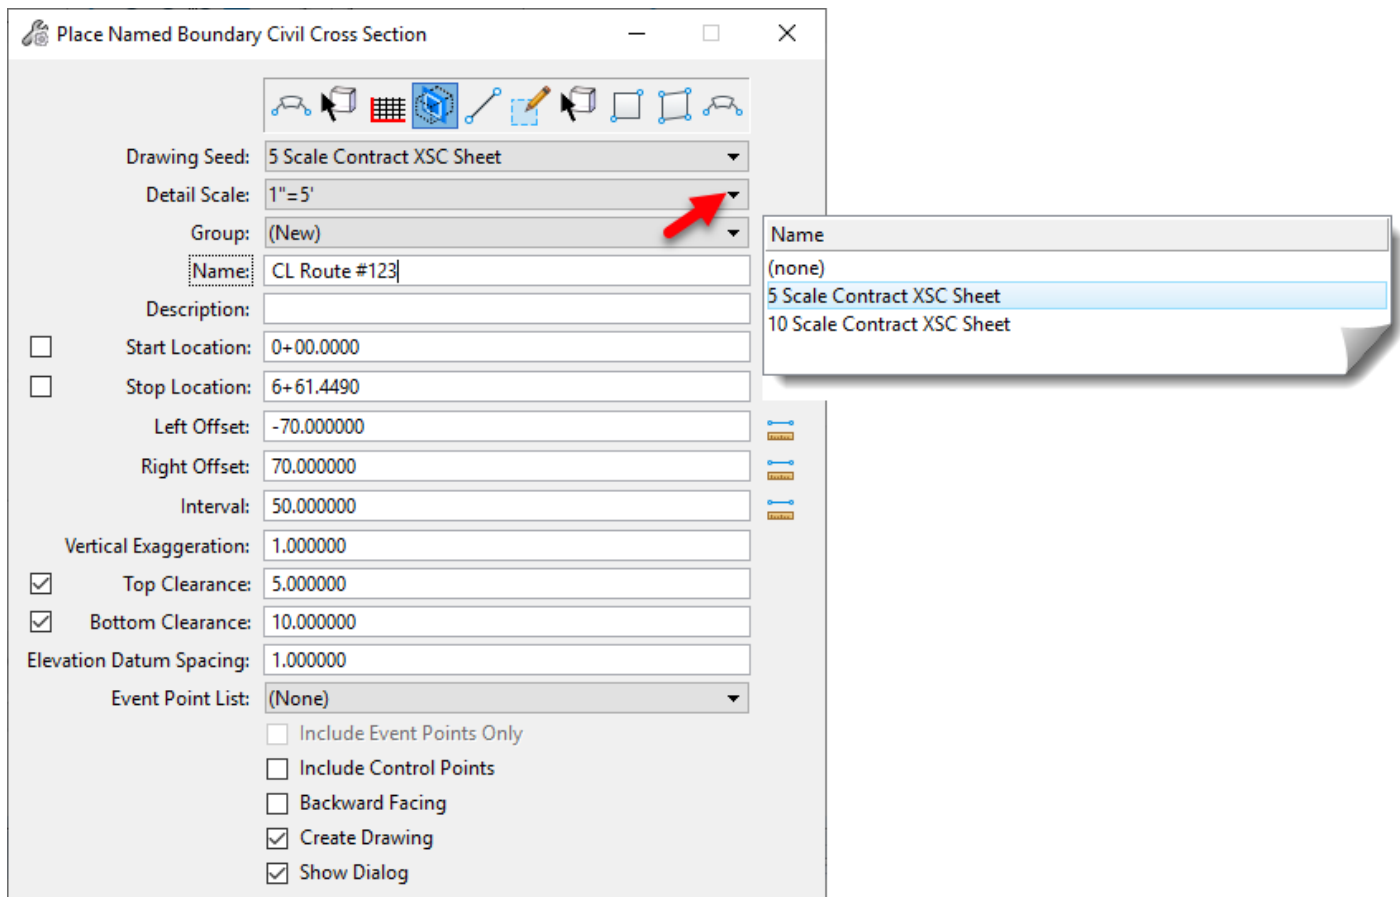 Place Named Boundary Civil Cross Section
Drawing Seed: 5 Scale Contract XSC Sheet
Detail Scale: 1"=5'
Group: (New)
Name: CL Route #123
Description:
Start Location: 0+00.0000
Stop Location: 6+61.4490
Left Offset: -70.000000
Right Offset: 70.000000
Interval: 50.000000
Vertical Exaggeration: 1.000000
Top Clearance: 5.000000
Bottom Clearance: 10.000000
Elevation Datum Spacing: 1.000000
Event Point List: (None)
Include Event Points Only
Include Control Points
Backward Facing
Create Drawing
Show Dialog
Name
(none)
5 Scale Contract XSC Sheet
10 Scale Contract XSC Sheet